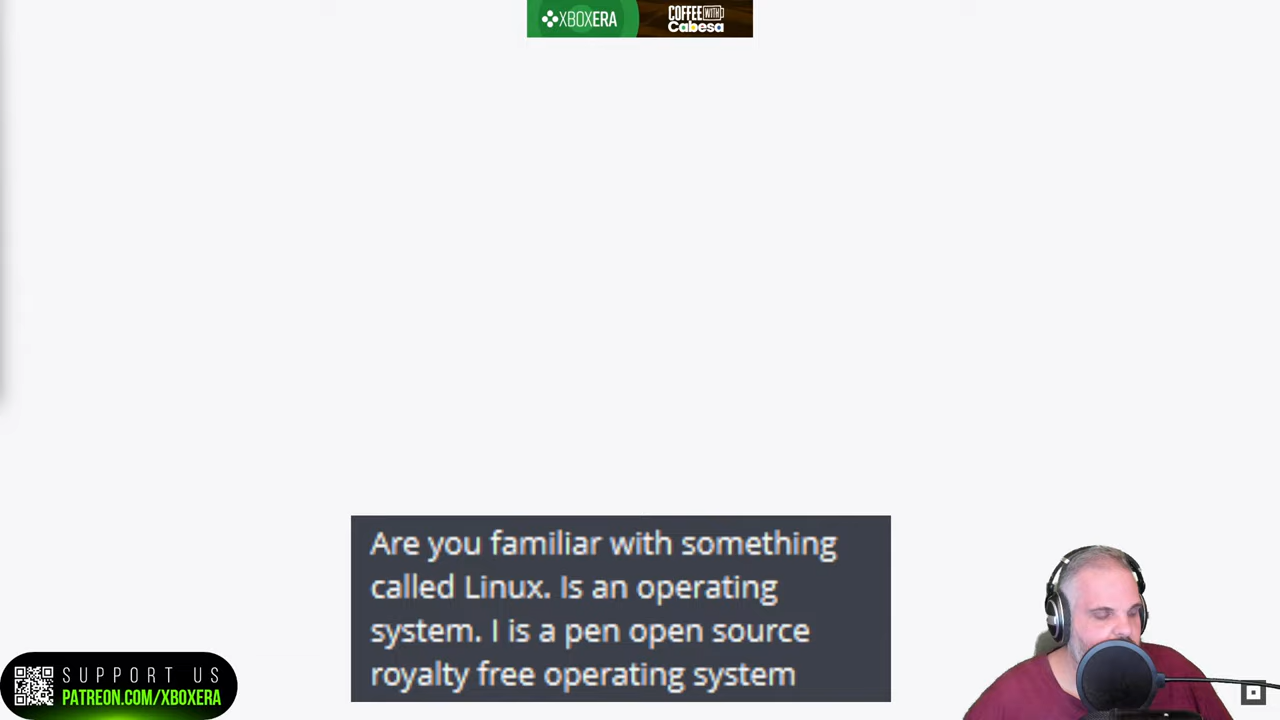 XBOXERA
COFFEE WITH
Cabesa
Are you familiar with something
called Linux. Is an operating
system. I is a pen open source
royalty free operating system
SUPPORT US
PATREON.COM/XBOXERA